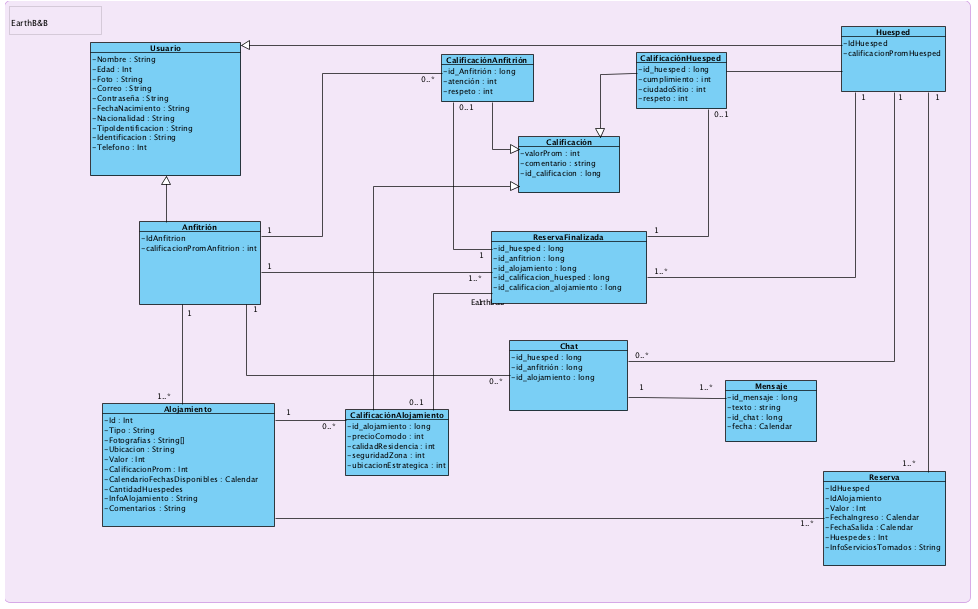 EarthB&B
Usuario
-Nombre : String
-Edad : Int
-Foto : String
-Correo : String
-Contraseña : String
-FechaNacimiento : String
-Nacionalidad : String
-TipoIdentificacion : String
-Identificacion : String
-Telefono : Int
CalificaciónAnfitrión
-id_Anfitrión : long
-atención : int
-respeto : int
0..*
0..1
CalificaciónHuesped
-id_huesped : long
-cumplimiento : int
-ciudadoSitio : int
-respeto : int
0..1
Huesped
-IdHuesped
-calificacionPromHuesped
1
1
1
Calificación
-valorProm : int
-comentario : string
-id_calificacion : long
Anfitrión
-IdAnfitrion
-calificacionPromAnfitrion : int
1
1
1
1
ReservaFinalizada
-id_huesped : long
-id_anfitrion : long
-id_alojamiento : long
-id_calificacion_huesped : long
-id_calificacion_alojamiento : long
1
1
1..*
1..*
Chat
-id_huesped : long
-id_anfitrión : long
-id_alojamiento : long
0..*
0..*
1
1..*
Mensaje
-id_mensaje : long
-texto : string
-id_chat : long
-fecha : Calendar
1..*
Alojamiento
-Id : Int
-Tipo : String
-Fotografias : String[]
-Ubicacion : String
-Valor : Int
-CalificacionProm : Int
-CalendarioFechasDisponibles : Calendar
-CantidadHuespedes
-InfoAlojamiento : String
-Comentarios : String
1
0..*
0..1
CalificaciónAlojamiento
-id_alojamiento : long
-precioComodo : int
-calidadResidencia : int
-seguridadZona : int
-ubicacionEstrategica : int
1..*
1..*
Reserva
-IdHuesped
-IdAlojamiento
-Valor : Int
-FechaIngreso : Calendar
-FechaSalida : Calendar
-Huespedes : Int
-InfoServiciosTomados : String